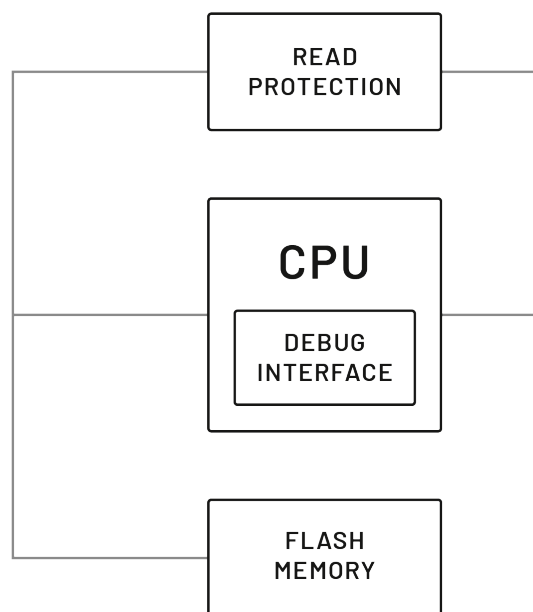 READ
PROTECTION
CPU
DEBUG
INTERFACE
FLASH
MEMORY